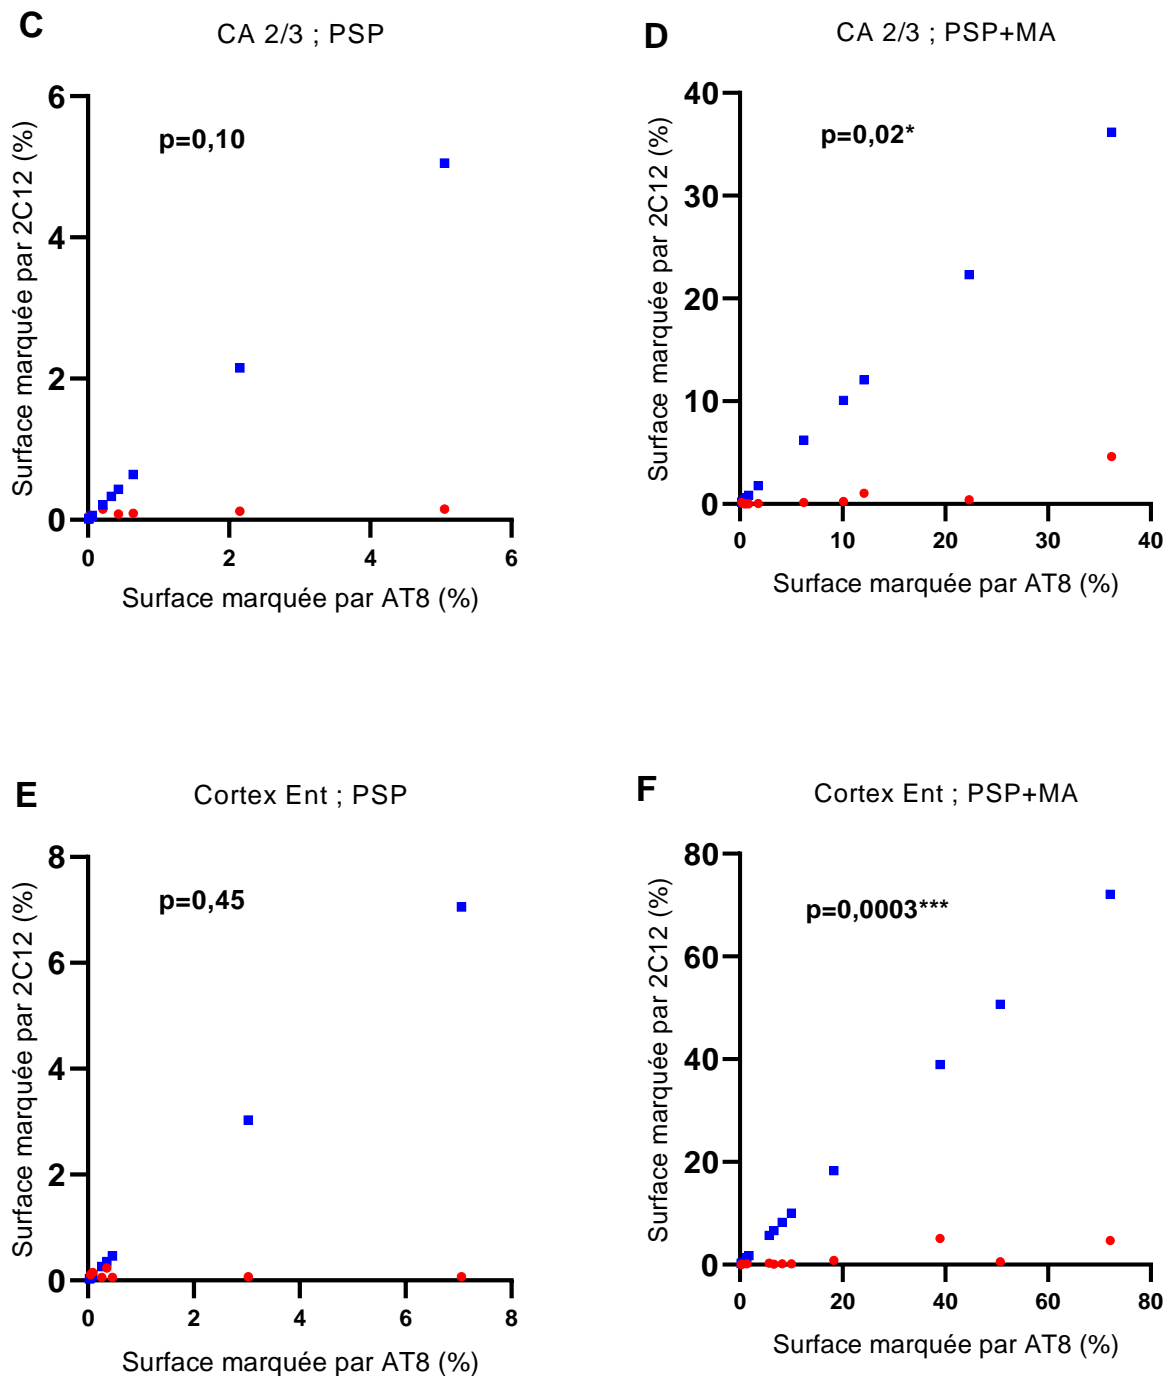 C
CA 2/3 ; PSP
6
4
2
0
p=0,10
Surface marquée par 2C12 (%)
0 2 4 6
Surface marquée par AT8 (%)
D
CA 2/3 ; PSP+MA
40
30
20
10
0
p=0,02*
Surface marquée par 2C12 (%)
0 10 20 30 40
Surface marquée par AT8 (%)
E
Cortex Ent ; PSP
8
6
4
2
0
p=0,45
Surface marquée par 2C12 (%)
0 2 4 6 8
Surface marquée par AT8 (%)
F
Cortex Ent ; PSP+MA
80
60
40
20
0
p=0,0003***
Surface marquée par 2C12 (%)
0 20 40 60 80
Surface marquée par AT8 (%)